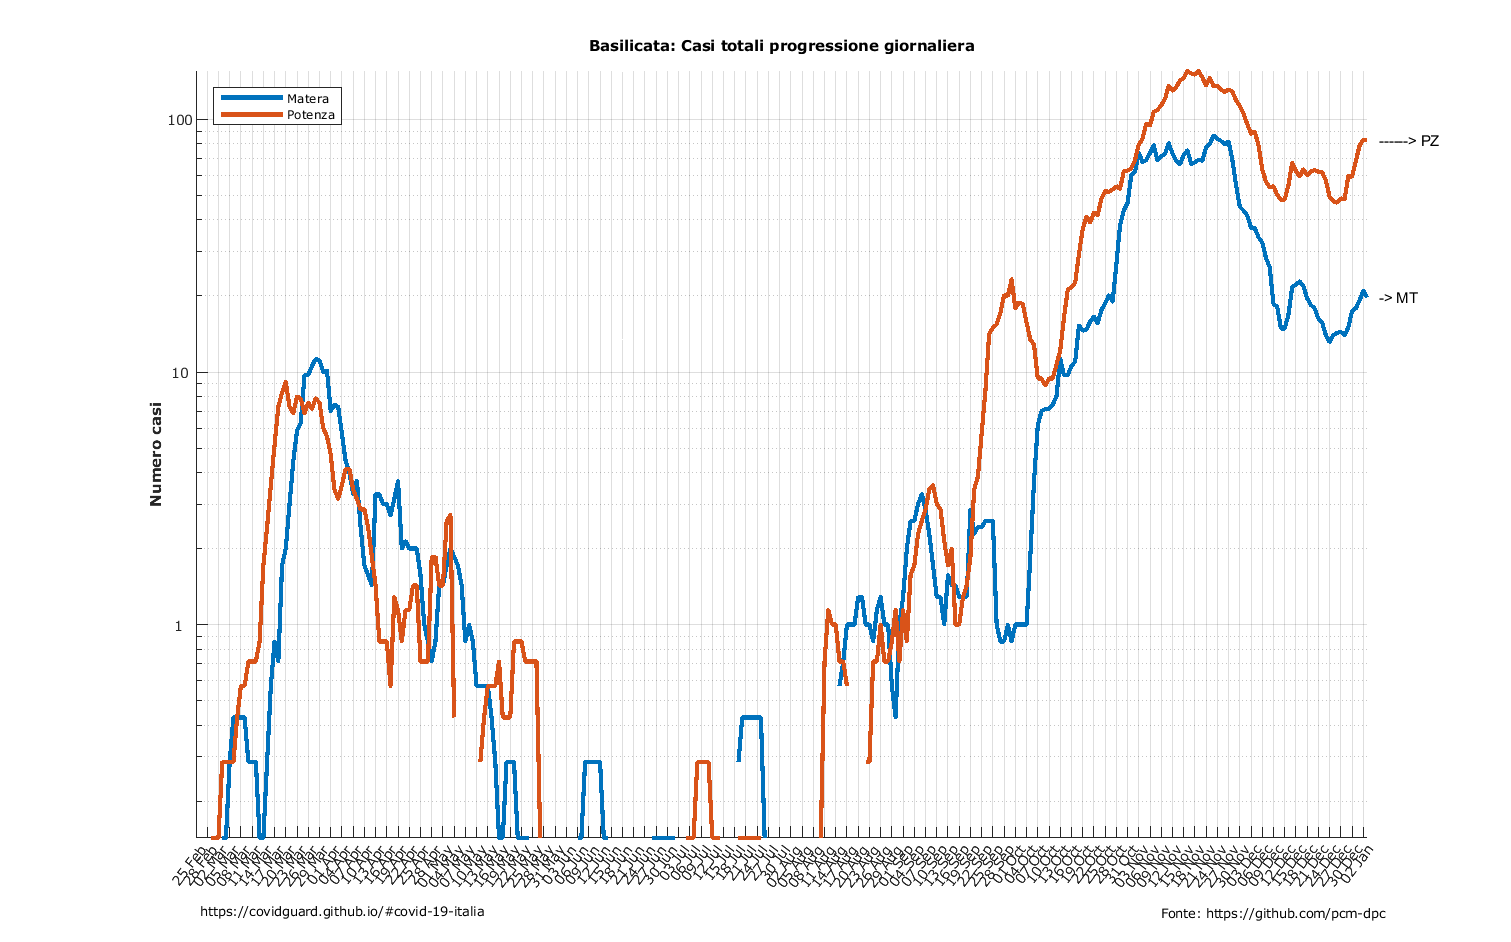 Basilicata: Casi totali progressione giornaliera
Matera
Potenza
100
10
1
Numero casi
------> PZ
-> MT
25 Feb
28 Feb
02 Mar
05 Mar
08 Mar
11 Mar
14 Mar
17 Mar
20 Mar
23 Mar
26 Mar
29 Mar
01 Apr
04 Apr
07 Apr
10 Apr
13 Apr
16 Apr
19 Apr
22 Apr
25 Apr
28 Apr
01 May
04 May
07 May
10 May
13 May
16 May
19 May
22 May
25 May
28 May
31 May
03 Jun
06 Jun
09 Jun
12 Jun
15 Jun
18 Jun
21 Jun
24 Jun
27 Jun
30 Jun
03 Jul
06 Jul
09 Jul
12 Jul
15 Jul
18 Jul
21 Jul
24 Jul
27 Jul
30 Jul
02 Aug
05 Aug
08 Aug
11 Aug
14 Aug
17 Aug
20 Aug
23 Aug
26 Aug
29 Aug
01 Sep
04 Sep
07 Sep
10 Sep
13 Sep
16 Sep
19 Sep
22 Sep
25 Sep
28 Sep
01 Oct
04 Oct
07 Oct
10 Oct
13 Oct
16 Oct
19 Oct
22 Oct
25 Oct
28 Oct
31 Oct
03 Nov
06 Nov
09 Nov
12 Nov
15 Nov
18 Nov
21 Nov
24 Nov
27 Nov
30 Nov
03 Dec
06 Dec
09 Dec
12 Dec
15 Dec
18 Dec
21 Dec
24 Dec
27 Dec
30 Dec
02 Jan
https://covidguard.github.io/#covid-19-italia
Fonte: https://github.com/pcm-dpc